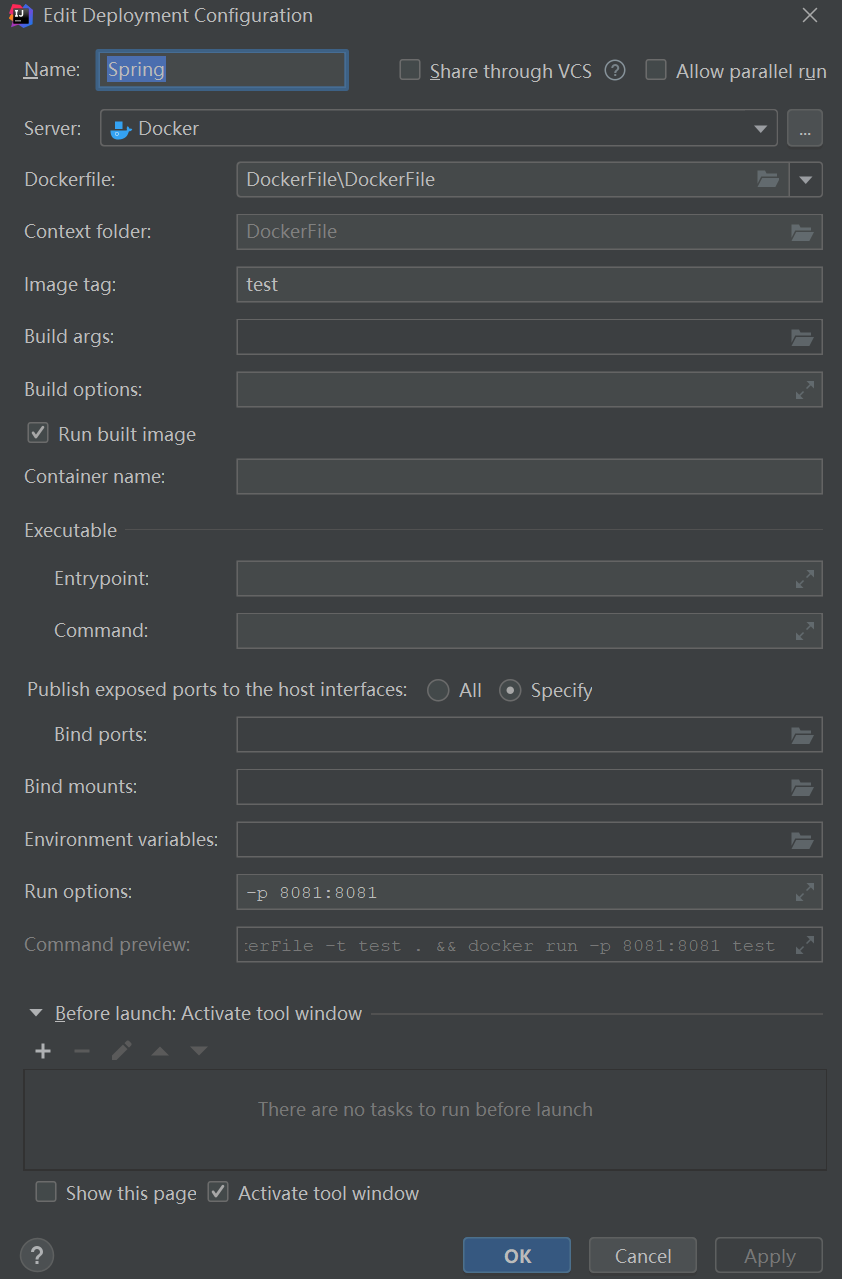 Edit Deployment Configuration
Name: Spring Share through VCS ? Allow parallel run
Server: Docker ...
Dockerfile: DockerFile\DockerFile
Context folder: DockerFile
Image tag: test
Build args:
Build options:
Run built image
Container name:
Executable
Entrypoint:
Command:
Publish exposed ports to the host interfaces: All Specify
Bind ports:
Bind mounts:
Environment variables:
Run options: -p 8081:8081
Command preview: erFile -t test . && docker run -p 8081:8081 test
Before launch: Activate tool window
There are no tasks to run before launch
Show this page Activate tool window
? OK Cancel Apply